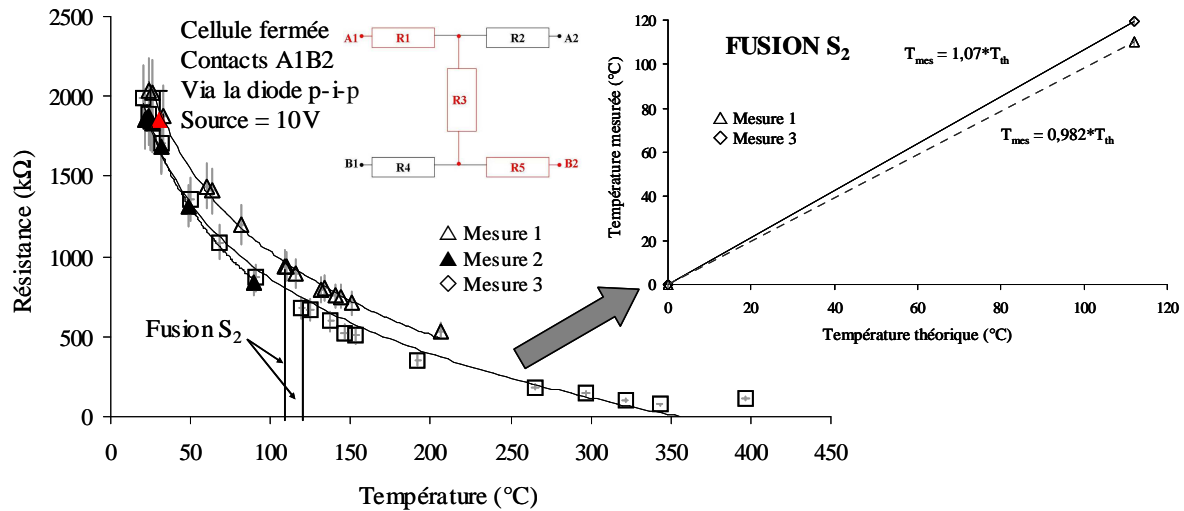 2500
2000
1500
1000
500
0
Résistance (kΩ)
Cellule fermée
Contacts A1B2
Via la diode p-i-p
Source = 10V
A1
R1
R2
A2
R3
B1
R4
R5
B2
Mesure 1
Mesure 2
Mesure 3
Fusion S2
0
50
100
150
200
250
300
350
400
450
Température (°C)
120
100
80
60
40
20
0
Température mesurée (°C)
FUSION S2
Tmes = 1,07*Tth
Mesure 1
Mesure 3
Tmes = 0,982*Tth
0
20
40
60
80
100
120
Température théorique (°C)